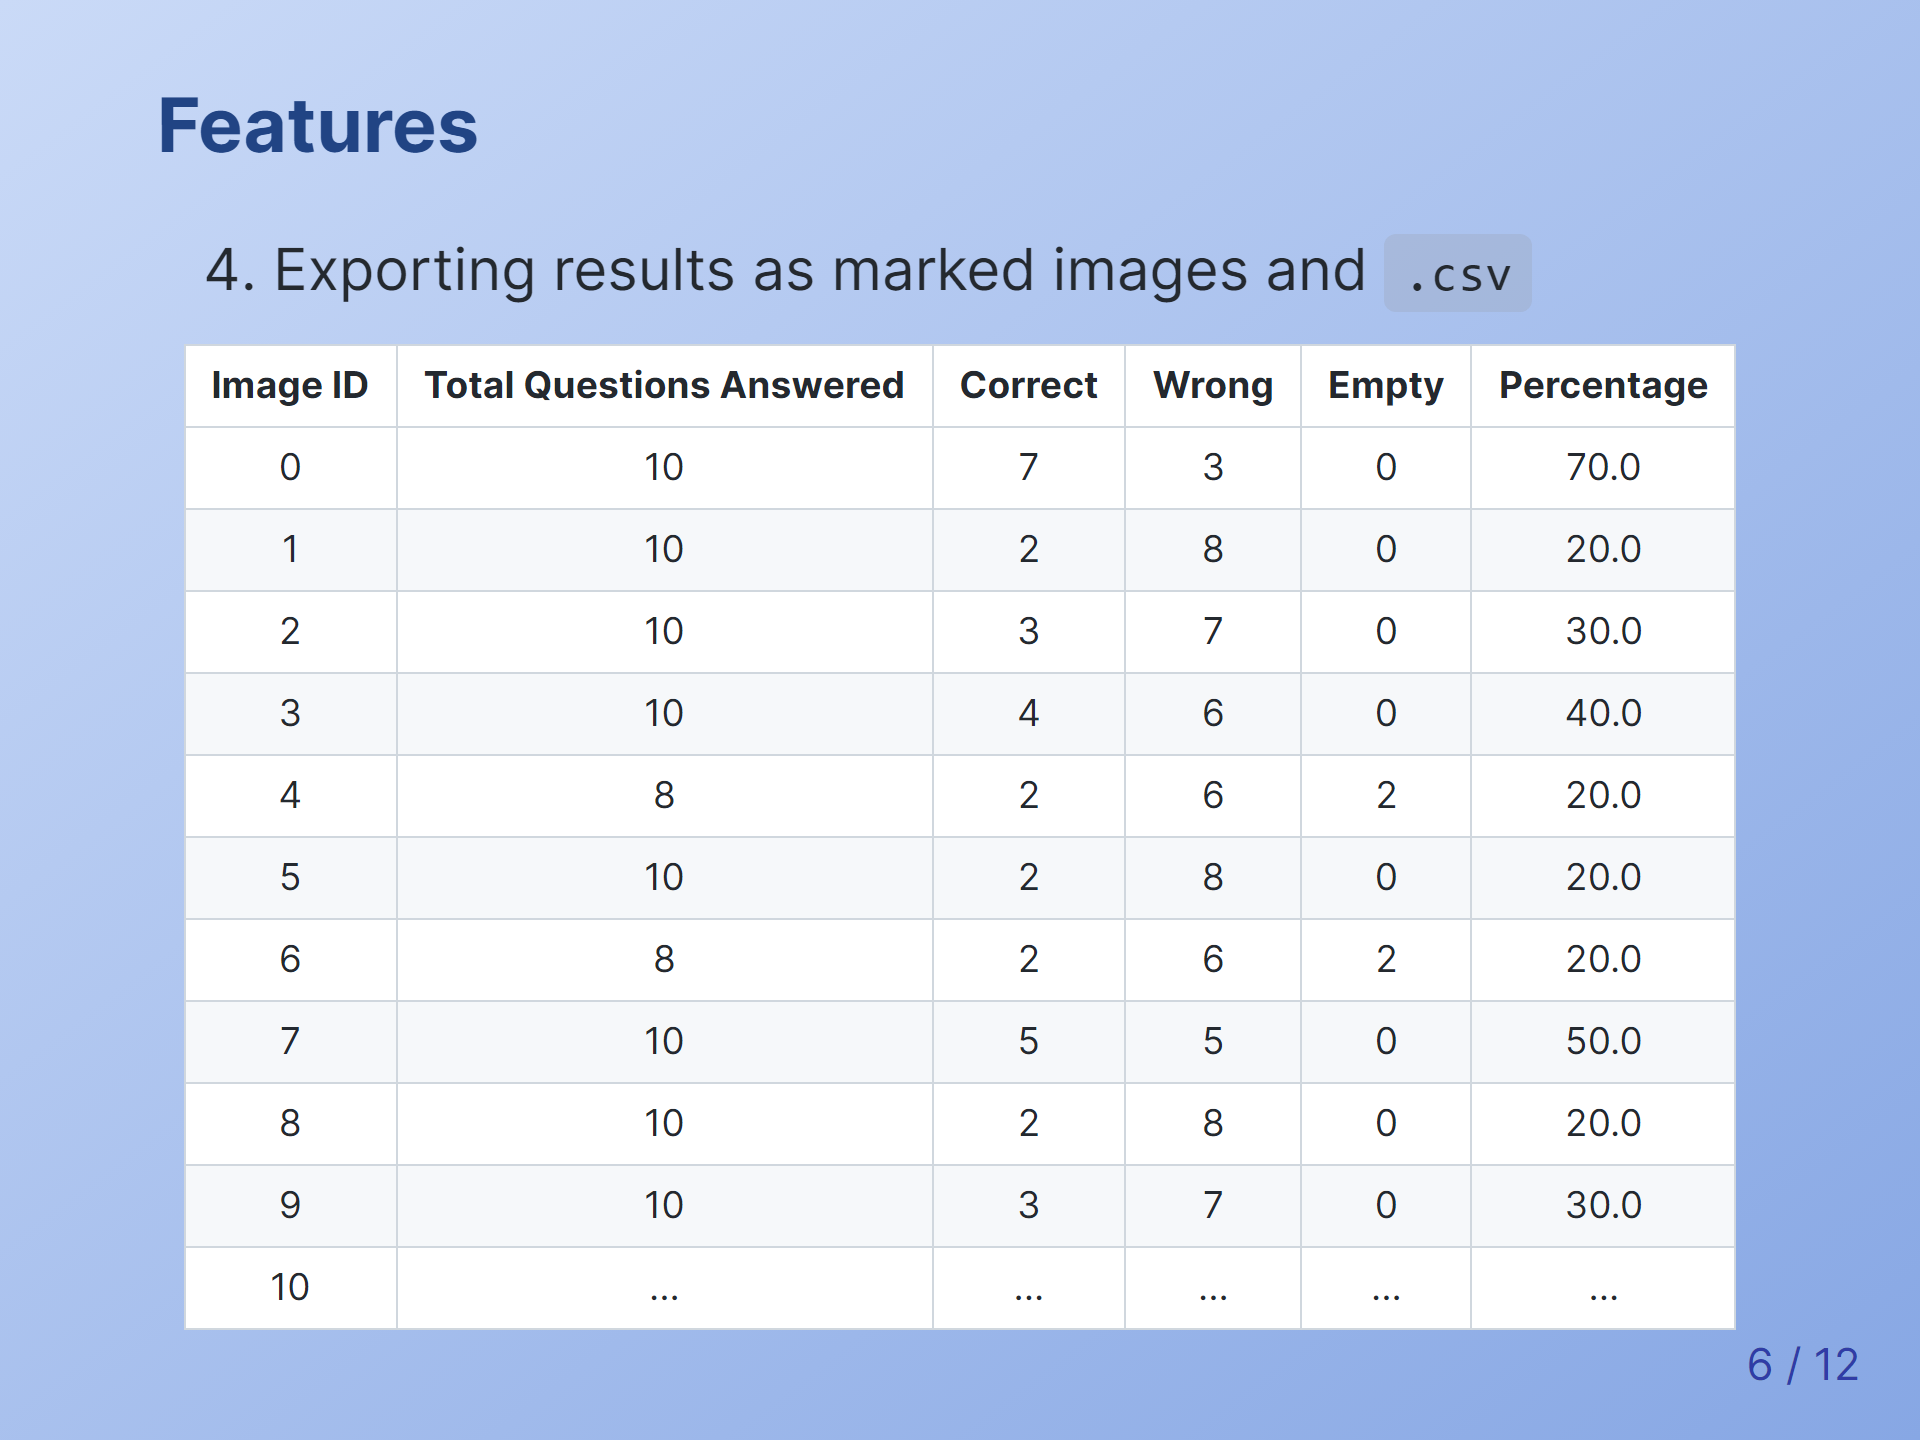 Features
4. Exporting results as marked images and .csv
Image ID Total Questions Answered Correct Wrong Empty Percentage
0 10 7 3 0 70.0
1 10 2 8 0 20.0
2 10 3 7 0 30.0
3 10 4 6 0 40.0
4 8 2 6 2 20.0
5 10 2 8 0 20.0
6 8 2 6 2 20.0
7 10 5 5 0 50.0
8 10 2 8 0 20.0
9 10 3 7 0 30.0
10 ... ... ... ... ...
6 / 12